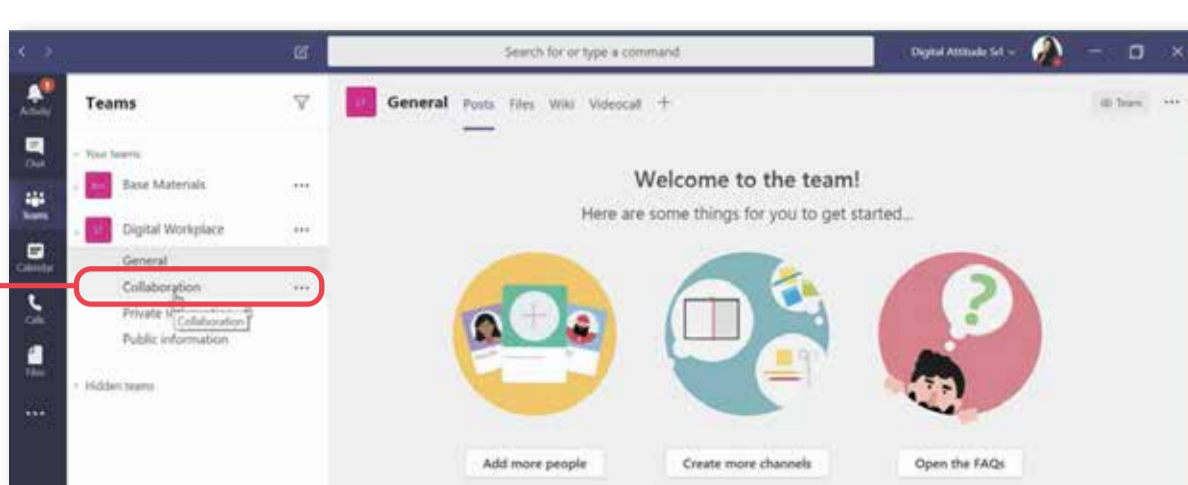 Search for or type a command
Digital Attitude Srl
1
Activity
Chat
Teams
Calendar
Calls
Files
Teams
Your teams
Base Materials
Digital Workplace
General
Collaboration
Private
Collaboration
Public information
Hidden teams
General Posts Files Wiki Videocall +
Team
Welcome to the team!
Here are some things for you to get started...
Add more people
Create more channels
Open the FAQs